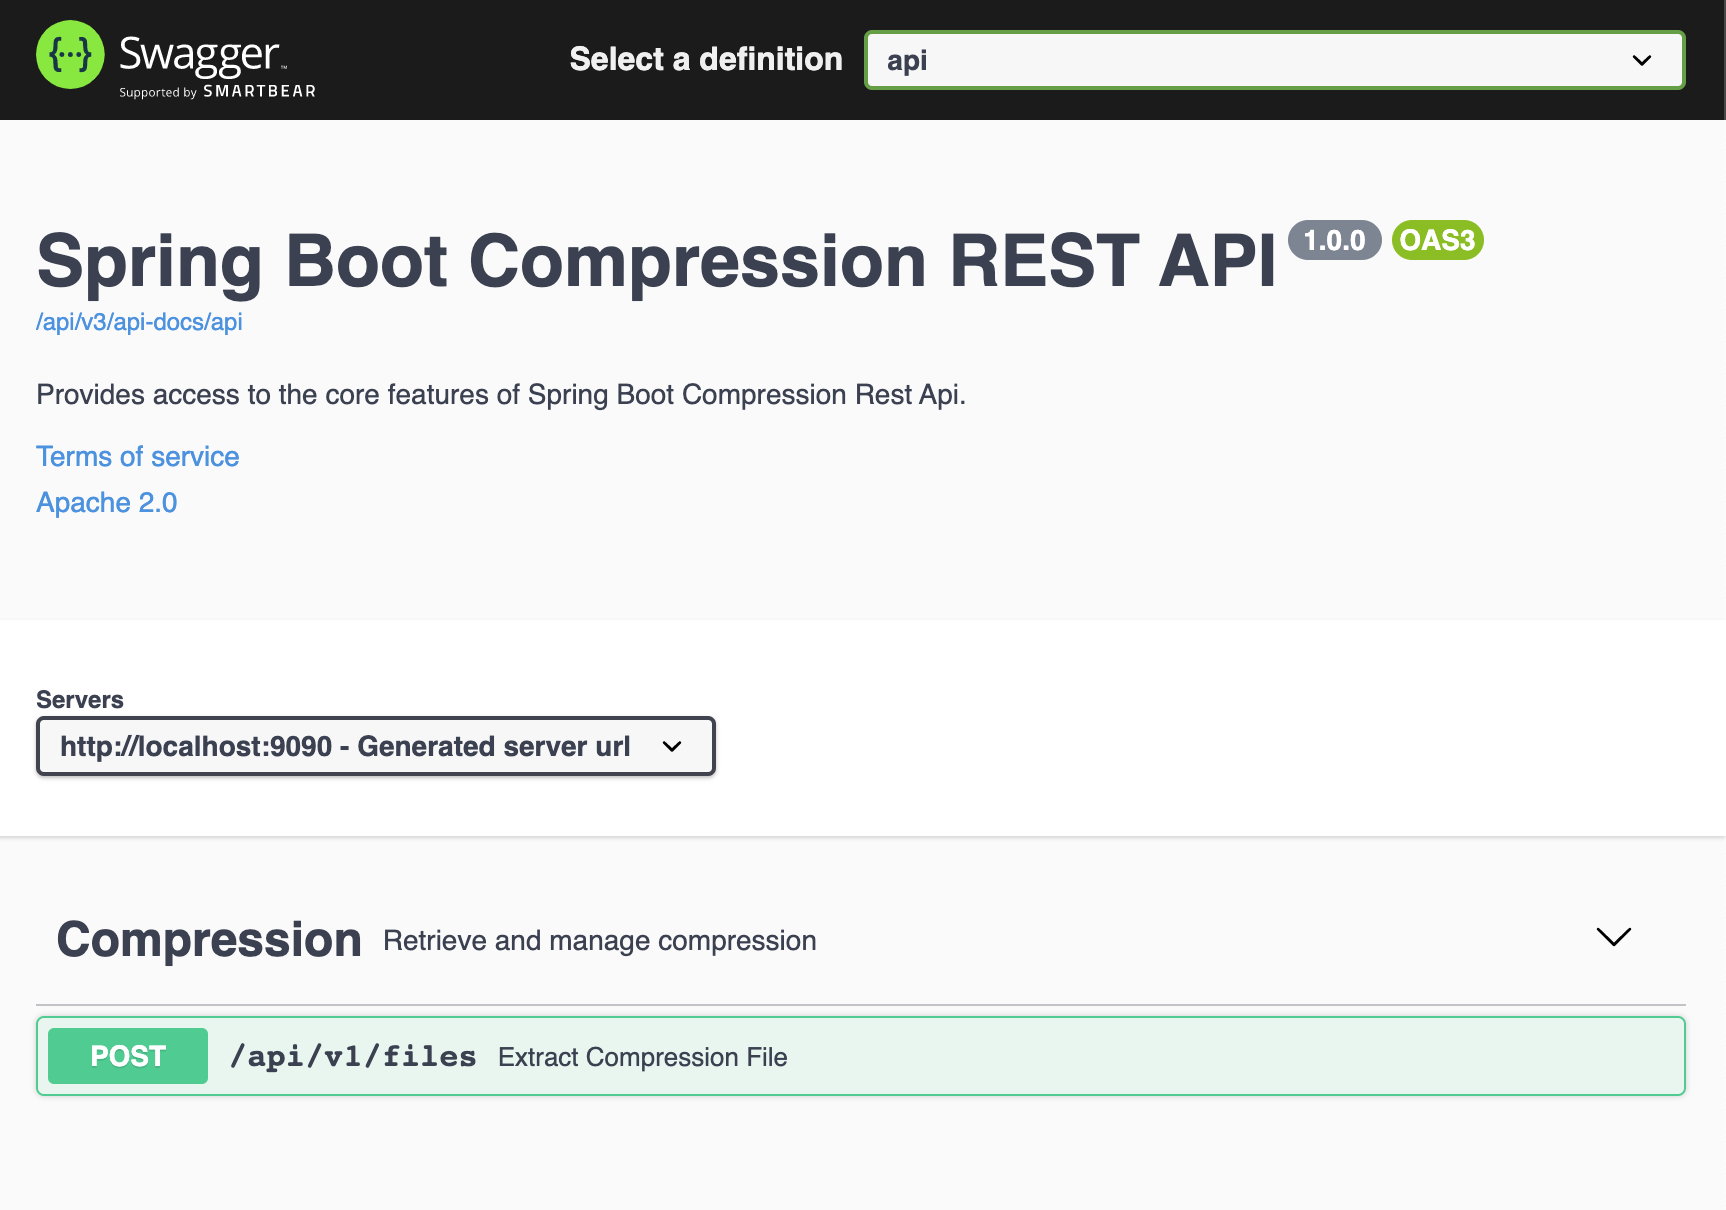 {···} Swagger™
Supported by SMARTBEAR
Select a definition
api
Spring Boot Compression REST API 1.0.0 OAS3
/api/v3/api-docs/api
Provides access to the core features of Spring Boot Compression Rest Api.
Terms of service
Apache 2.0
Servers
http://localhost:9090 - Generated server url
Compression Retrieve and manage compression
POST /api/v1/files Extract Compression File